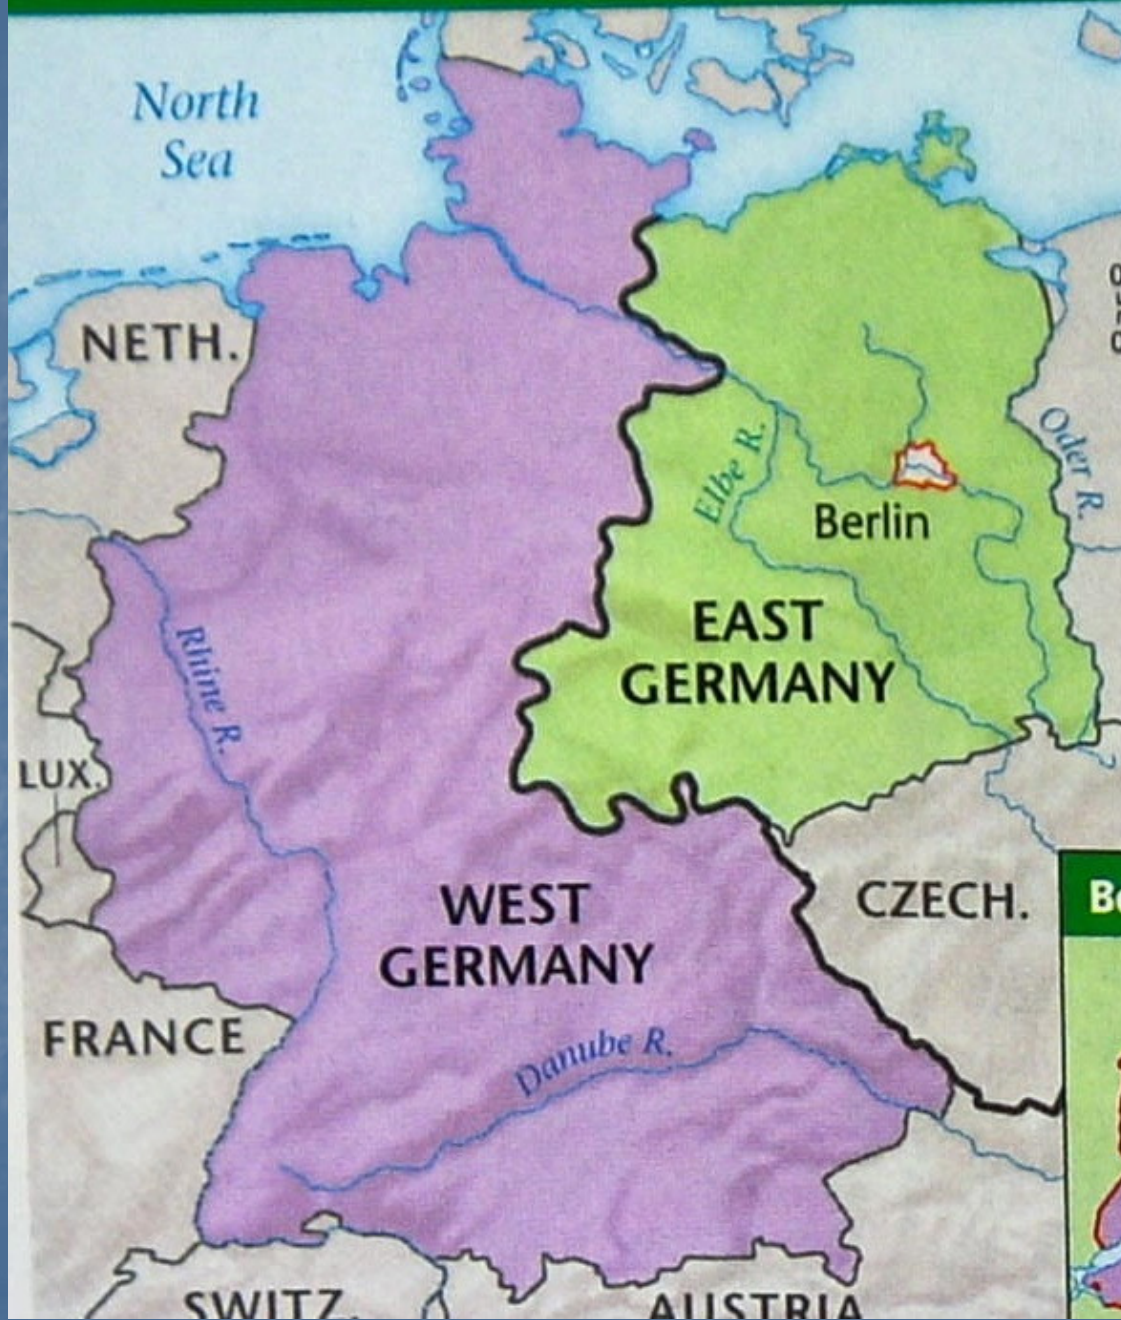 North
Sea
NETH.
Elbe R.
Oder R.
Berlin
EAST
GERMANY
Rhine R.
LUX.
WEST
GERMANY
CZECH.
FRANCE
Danube R.
SWITZ.
AUSTRIA